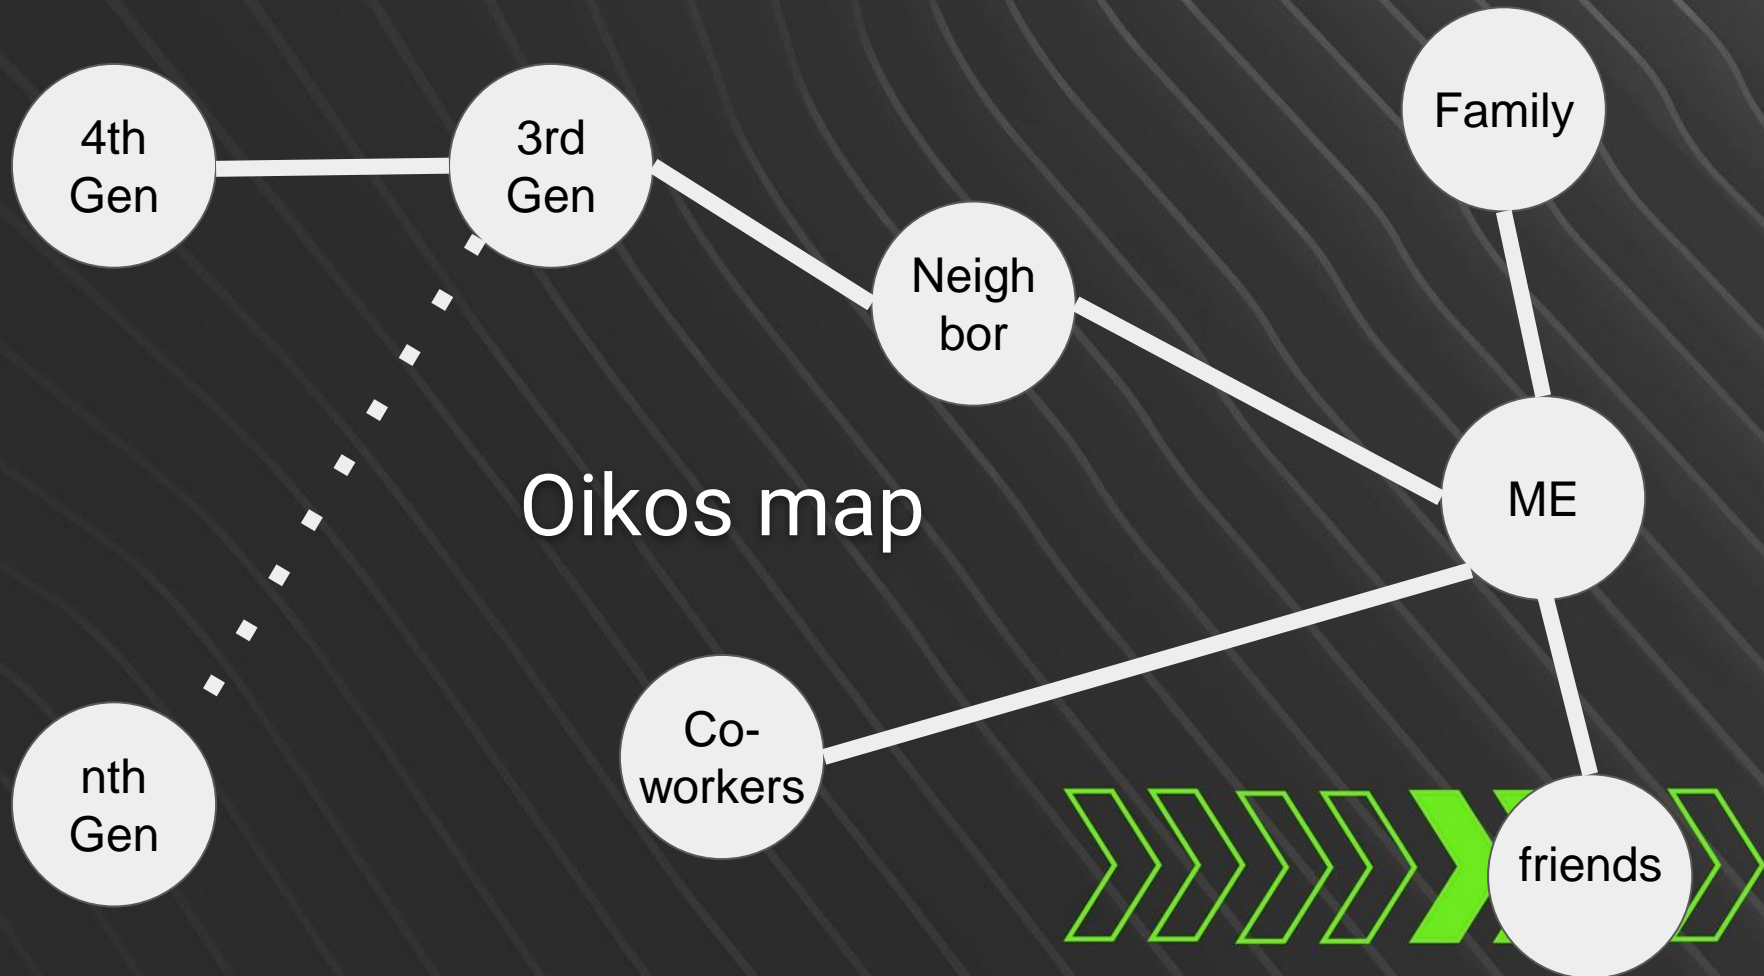 4th
Gen
3rd
Gen
Neigh
bor
Family
ME
Oikos map
Co-
workers
nth
Gen
friends